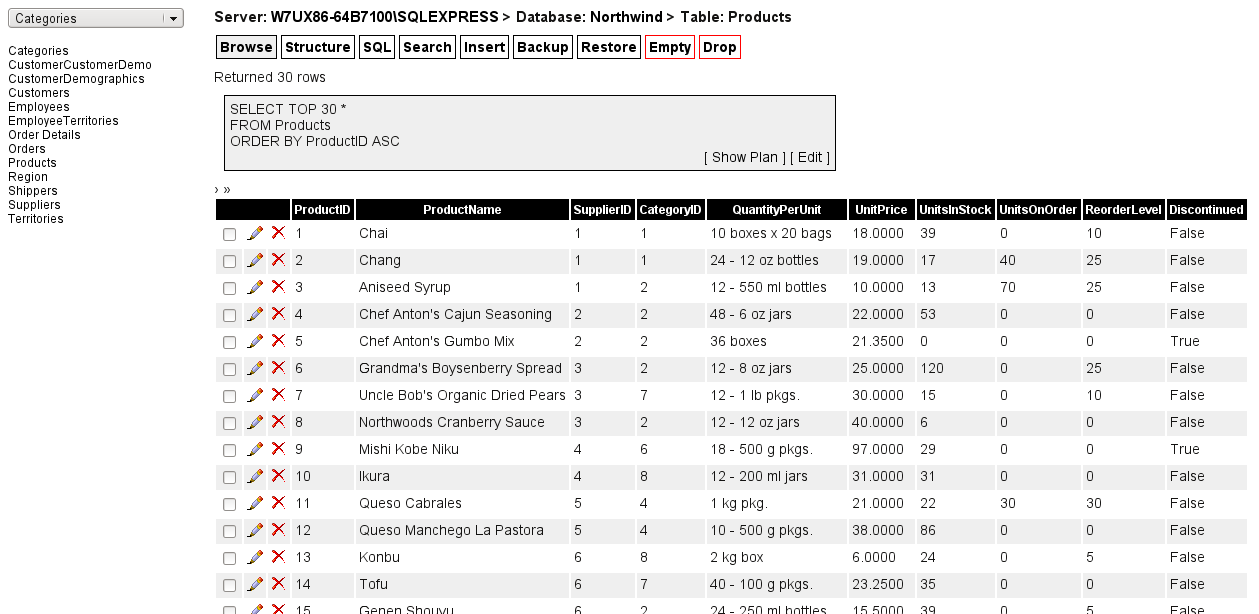 Categories
Categories
CustomerCustomerDemo
CustomerDemographics
Customers
Employees
EmployeeTerritories
Order Details
Orders
Products
Region
Shippers
Suppliers
Territories
Server: W7UX86-64B7100\SQLEXPRESS > Database: Northwind > Table: Products
Browse Structure SQL Search Insert Backup Restore Empty Drop
Returned 30 rows
SELECT TOP 30 *
FROM Products
ORDER BY ProductID ASC
[ Show Plan ] [ Edit ]
› »
ProductID ProductName SupplierID CategoryID QuantityPerUnit UnitPrice UnitsInStock UnitsOnOrder ReorderLevel Discontinued
1 Chai 1 1 10 boxes x 20 bags 18.0000 39 0 10 False
2 Chang 1 1 24 - 12 oz bottles 19.0000 17 40 25 False
3 Aniseed Syrup 1 2 12 - 550 ml bottles 10.0000 13 70 25 False
4 Chef Anton's Cajun Seasoning 2 2 48 - 6 oz jars 22.0000 53 0 0 False
5 Chef Anton's Gumbo Mix 2 2 36 boxes 21.3500 0 0 0 True
6 Grandma's Boysenberry Spread 3 2 12 - 8 oz jars 25.0000 120 0 25 False
7 Uncle Bob's Organic Dried Pears 3 7 12 - 1 lb pkgs. 30.0000 15 0 10 False
8 Northwoods Cranberry Sauce 3 2 12 - 12 oz jars 40.0000 6 0 0 False
9 Mishi Kobe Niku 4 6 18 - 500 g pkgs. 97.0000 29 0 0 True
10 Ikura 4 8 12 - 200 ml jars 31.0000 31 0 0 False
11 Queso Cabrales 5 4 1 kg pkg. 21.0000 22 30 30 False
12 Queso Manchego La Pastora 5 4 10 - 500 g pkgs. 38.0000 86 0 0 False
13 Konbu 6 8 2 kg box 6.0000 24 0 5 False
14 Tofu 6 7 40 - 100 g pkgs. 23.2500 35 0 0 False
15 Genen Shouyu 6 2 24 - 250 ml bottles 15.5000 39 0 5 False